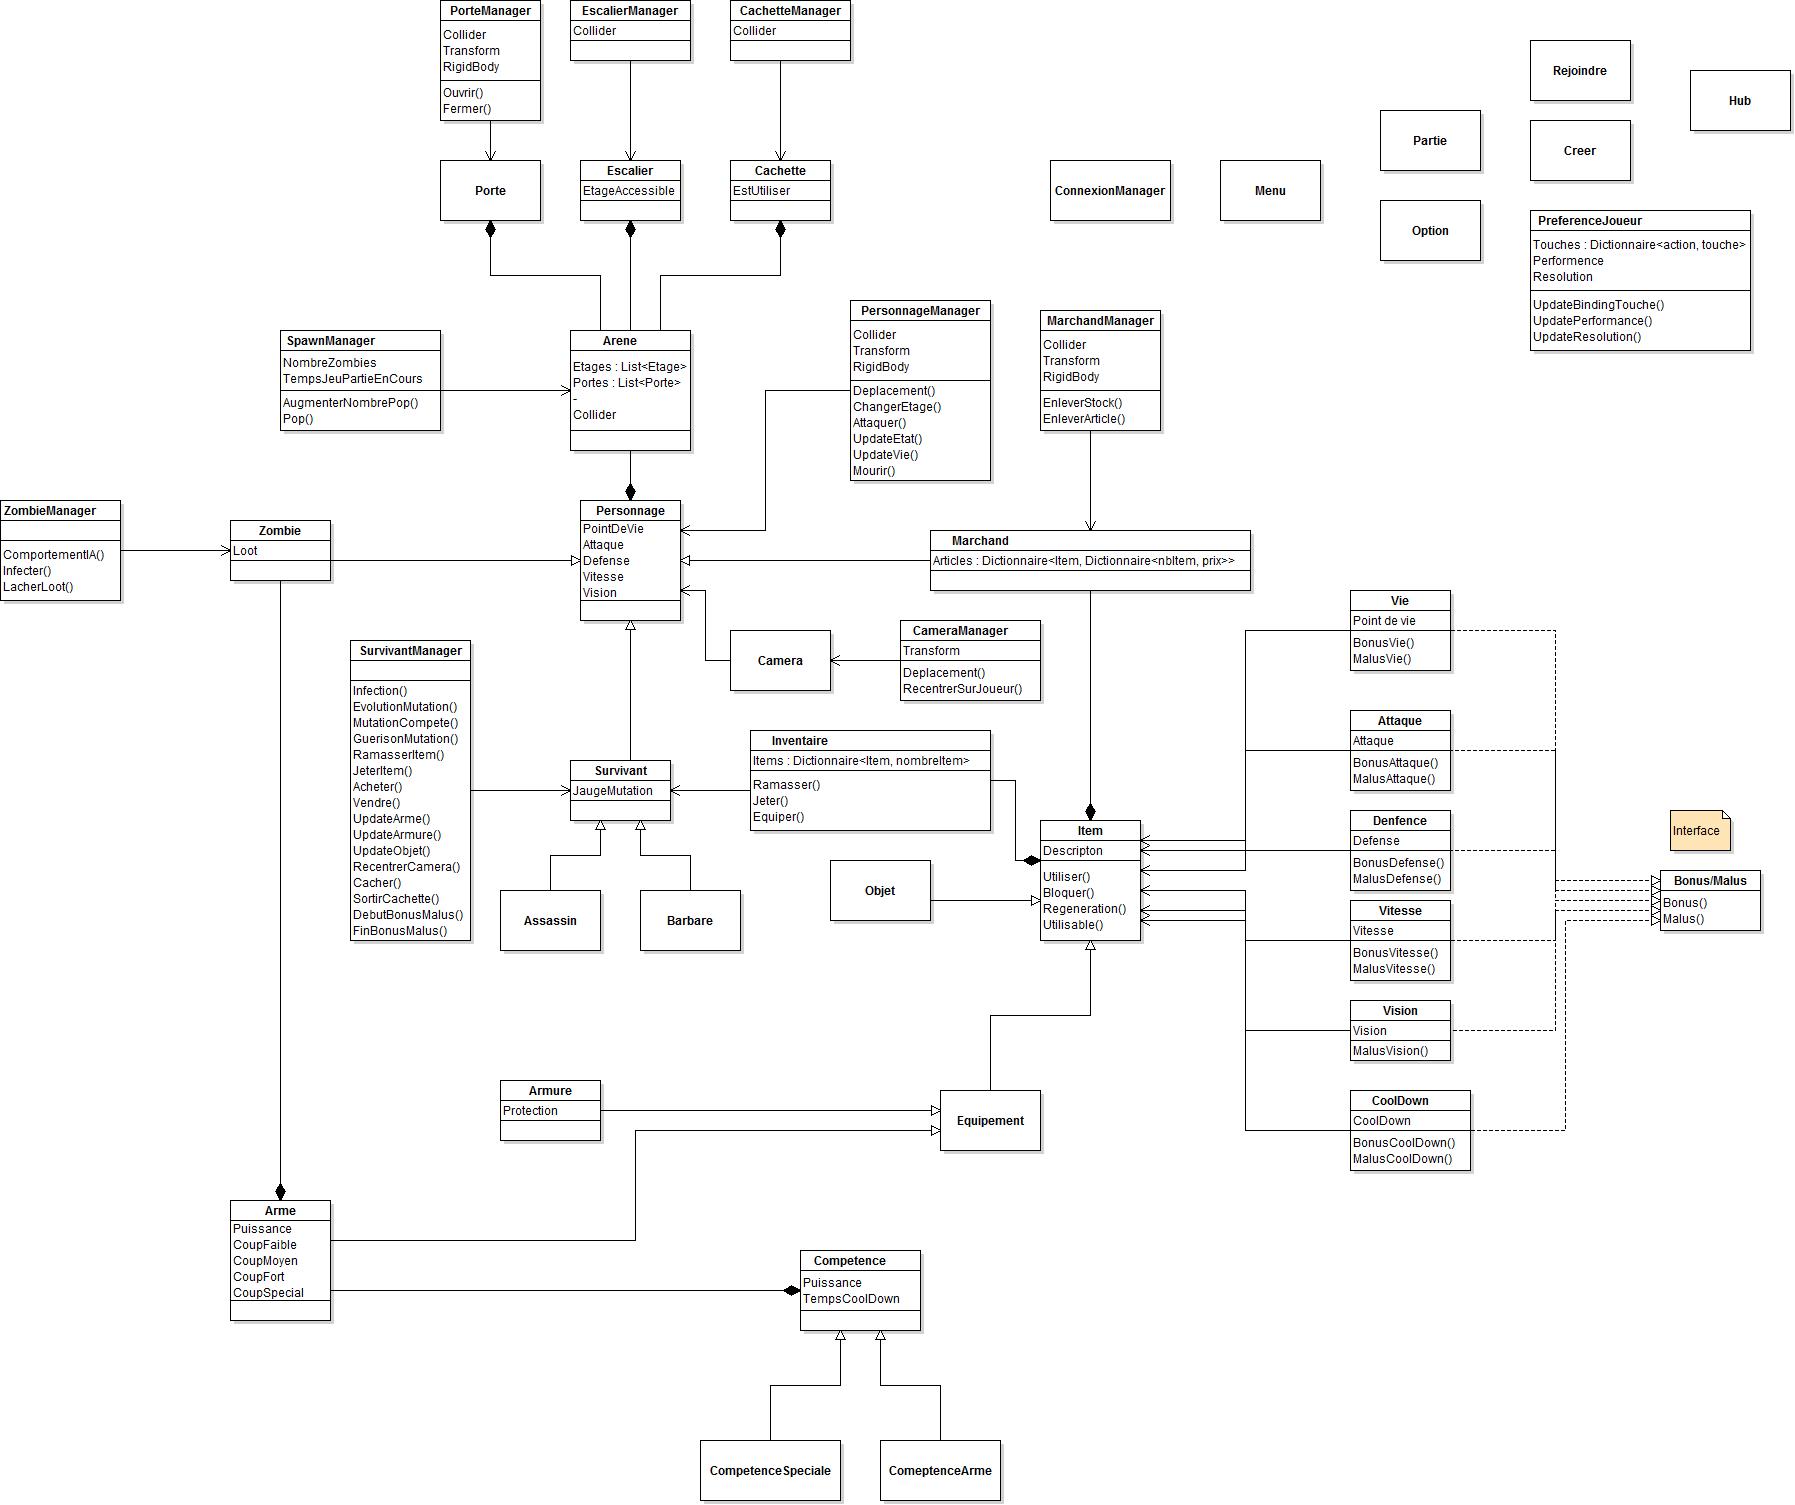 PorteManager
Collider
Transform
RigidBody
Ouvrir()
Fermer()
EscalierManager
Collider
CachetteManager
Collider
Rejoindre
Hub
Partie
Creer
Porte
Escalier
EtageAccessible
Cachette
EstUtiliser
ConnexionManager
Menu
Option
PreferenceJoueur
Touches : Dictionnaire<action, touche>
Performence
Resolution
UpdateBindingTouche()
UpdatePerformance()
UpdateResolution()
SpawnManager
NombreZombies
TempsJeuPartieEnCours
AugmenterNombrePop()
Pop()
Arene
Etages : List<Etage>
Portes : List<Porte>
-
Collider
PersonnageManager
Collider
Transform
RigidBody
Deplacement()
ChangerEtage()
Attaquer()
UpdateEtat()
UpdateVie()
Mourir()
MarchandManager
Collider
Transform
RigidBody
EnleverStock()
EnleverArticle()
ZombieManager
ComportementIA()
Infecter()
LacherLoot()
Zombie
Loot
Personnage
PointDeVie
Attaque
Defense
Vitesse
Vision
Marchand
Articles : Dictionnaire<Item, Dictionnaire<nbItem, prix>>
SurvivantManager
Infection()
EvolutionMutation()
MutationCompete()
GuerisonMutation()
RamasserItem()
JeterItem()
Acheter()
Vendre()
UpdateArme()
UpdateArmure()
UpdateObjet()
RecentrerCamera()
Cacher()
SortirCachette()
DebutBonusMalus()
FinBonusMalus()
Camera
CameraManager
Transform
Deplacement()
RecentrerSurJoueur()
Vie
Point de vie
BonusVie()
MalusVie()
Survivant
JaugeMutation
Inventaire
Items : Dictionnaire<Item, nombreItem>
Ramasser()
Jeter()
Equiper()
Attaque
Attaque
BonusAttaque()
MalusAttaque()
Assassin
Barbare
Objet
Item
Descripton
Utiliser()
Bloquer()
Regeneration()
Utilisable()
Denfence
Defense
BonusDefense()
MalusDefense()
Interface
Bonus/Malus
Bonus()
Malus()
Vitesse
Vitesse
BonusVitesse()
MalusVitesse()
Vision
Vision
MalusVision()
Armure
Protection
Equipement
CoolDown
CoolDown
BonusCoolDown()
MalusCoolDown()
Arme
Puissance
CoupFaible
CoupMoyen
CoupFort
CoupSpecial
Competence
Puissance
TempsCoolDown
CompetenceSpeciale
ComeptenceArme